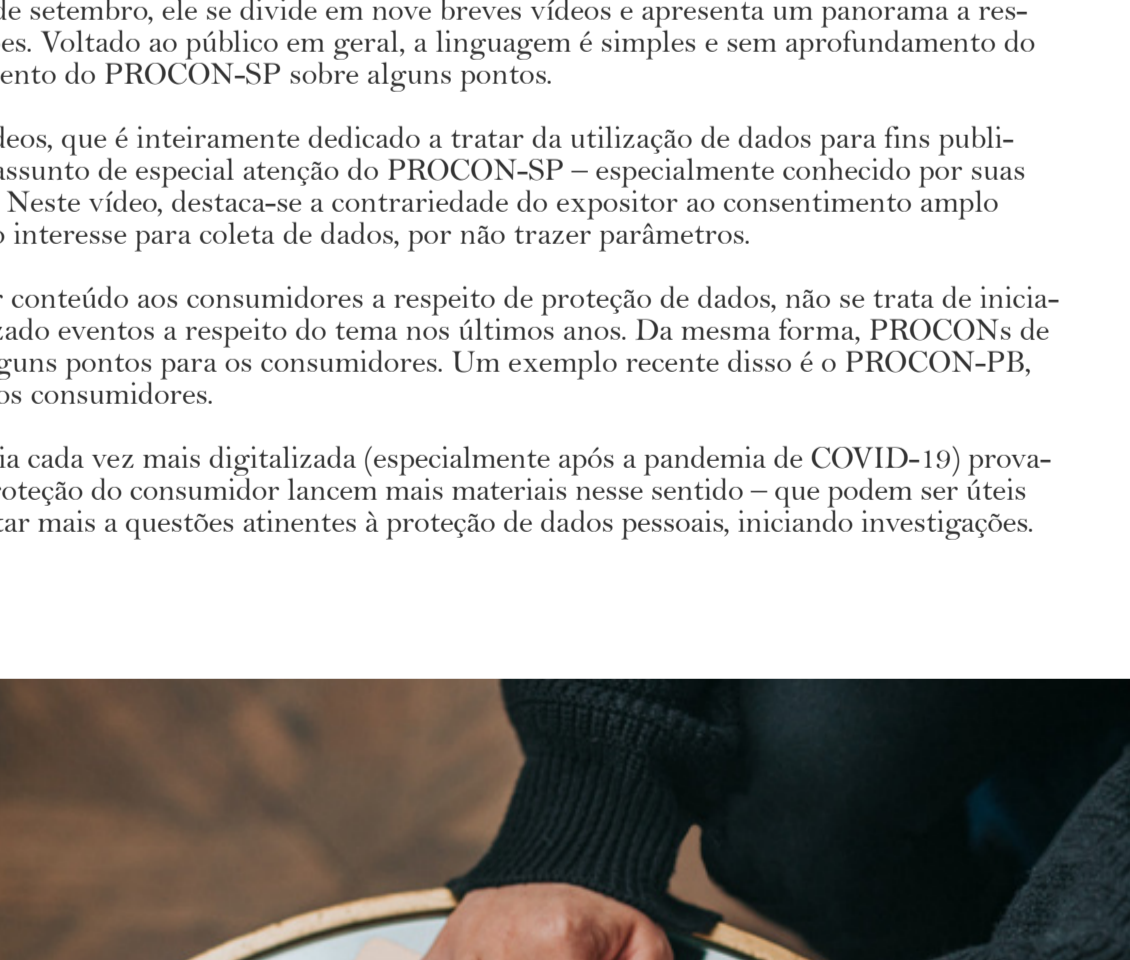 de setembro, ele se divide em nove breves vídeos e apresenta um panorama a res-
es. Voltado ao público em geral, a linguagem é simples e sem aprofundamento do
ento do PROCON-SP sobre alguns pontos.
deos, que é inteiramente dedicado a tratar da utilização de dados para fins publi-
assunto de especial atenção do PROCON-SP – especialmente conhecido por suas
Neste vídeo, destaca-se a contrariedade do expositor ao consentimento amplo
o interesse para coleta de dados, por não trazer parâmetros.
r conteúdo aos consumidores a respeito de proteção de dados, não se trata de inicia-
zado eventos a respeito do tema nos últimos anos. Da mesma forma, PROCONs de
guns pontos para os consumidores. Um exemplo recente disso é o PROCON-PB,
os consumidores.
ia cada vez mais digitalizada (especialmente após a pandemia de COVID-19) prova-
roteção do consumidor lancem mais materiais nesse sentido – que podem ser úteis
tar mais a questões atinentes à proteção de dados pessoais, iniciando investigações.